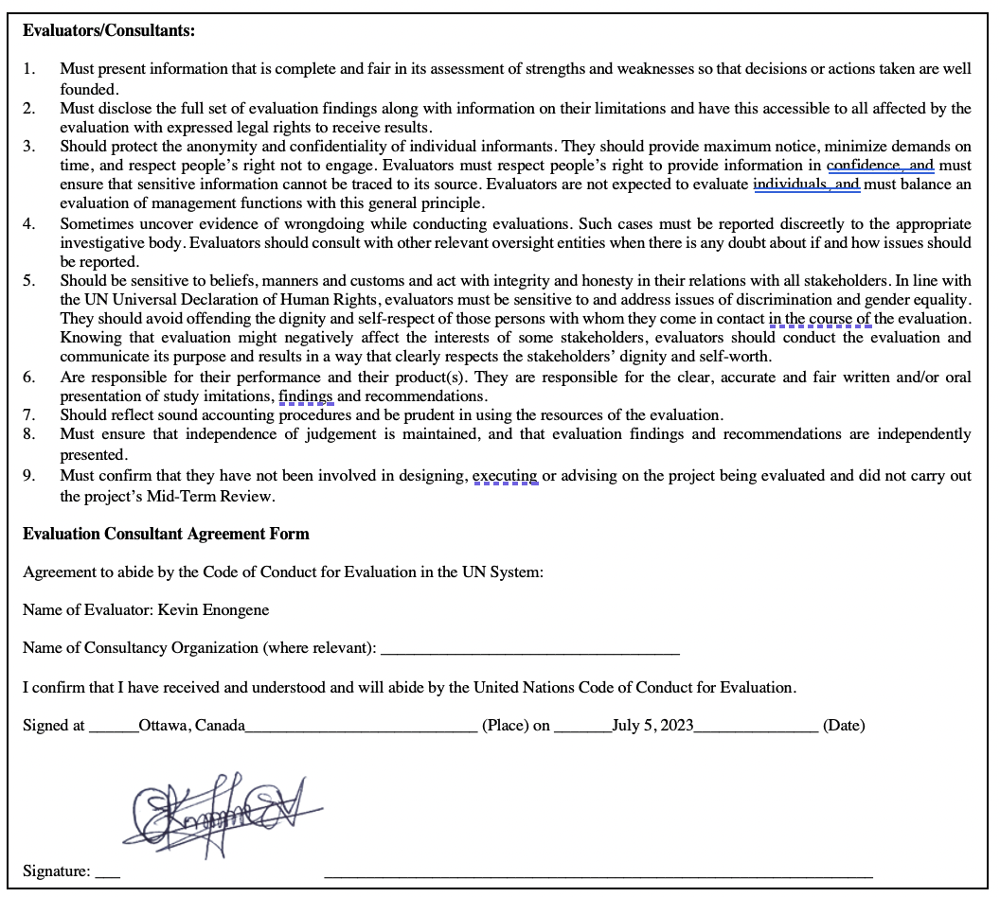 Evaluators/Consultants:
1. Must present information that is complete and fair in its assessment of strengths and weaknesses so that decisions or actions taken are well
founded.
2. Must disclose the full set of evaluation findings along with information on their limitations and have this accessible to all affected by the
evaluation with expressed legal rights to receive results.
3. Should protect the anonymity and confidentiality of individual informants. They should provide maximum notice, minimize demands on
time, and respect people’s right not to engage. Evaluators must respect people’s right to provide information in confidence, and must
ensure that sensitive information cannot be traced to its source. Evaluators are not expected to evaluate individuals, and must balance an
evaluation of management functions with this general principle.
4. Sometimes uncover evidence of wrongdoing while conducting evaluations. Such cases must be reported discreetly to the appropriate
investigative body. Evaluators should consult with other relevant oversight entities when there is any doubt about if and how issues should
be reported.
5. Should be sensitive to beliefs, manners and customs and act with integrity and honesty in their relations with all stakeholders. In line with
the UN Universal Declaration of Human Rights, evaluators must be sensitive to and address issues of discrimination and gender equality.
They should avoid offending the dignity and self-respect of those persons with whom they come in contact in the course of the evaluation.
Knowing that evaluation might negatively affect the interests of some stakeholders, evaluators should conduct the evaluation and
communicate its purpose and results in a way that clearly respects the stakeholders’ dignity and self-worth.
6. Are responsible for their performance and their product(s). They are responsible for the clear, accurate and fair written and/or oral
presentation of study imitations, findings and recommendations.
7. Should reflect sound accounting procedures and be prudent in using the resources of the evaluation.
8. Must ensure that independence of judgement is maintained, and that evaluation findings and recommendations are independently
presented.
9. Must confirm that they have not been involved in designing, executing or advising on the project being evaluated and did not carry out
the project’s Mid-Term Review.
Evaluation Consultant Agreement Form
Agreement to abide by the Code of Conduct for Evaluation in the UN System:
Name of Evaluator: Kevin Enongene
Name of Consultancy Organization (where relevant): ______________________________
I confirm that I have received and understood and will abide by the United Nations Code of Conduct for Evaluation.
Signed at ______Ottawa, Canada____________________________ (Place) on _______July 5, 2023_______________ (Date)
Signature: ___ ______________________________